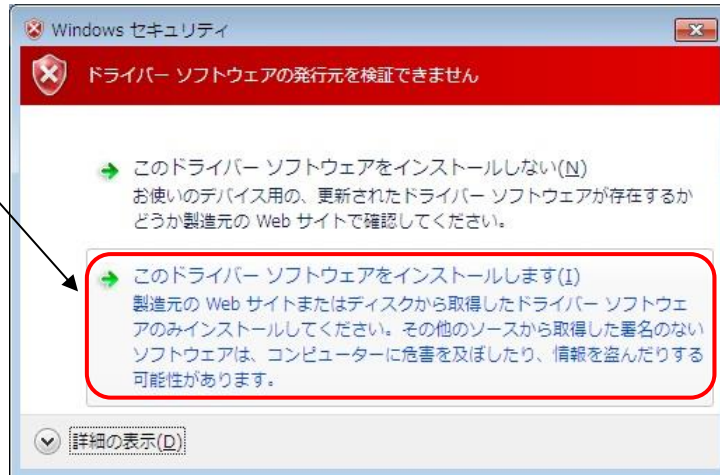 Windows セキュリティ
ドライバー ソフトウェアの発行元を検証できません
このドライバー ソフトウェアをインストールしない(N)
お使いのデバイス用の、更新されたドライバー ソフトウェアが存在するか
どうか製造元の Web サイトで確認してください。
このドライバー ソフトウェアをインストールします(I)
製造元の Web サイトまたはディスクから取得したドライバー ソフトウェ
アのみインストールしてください。その他のソースから取得した署名のない
ソフトウェアは、コンピューターに危害を及ぼしたり、情報を盗んだりする
可能性があります。
詳細の表示(D)